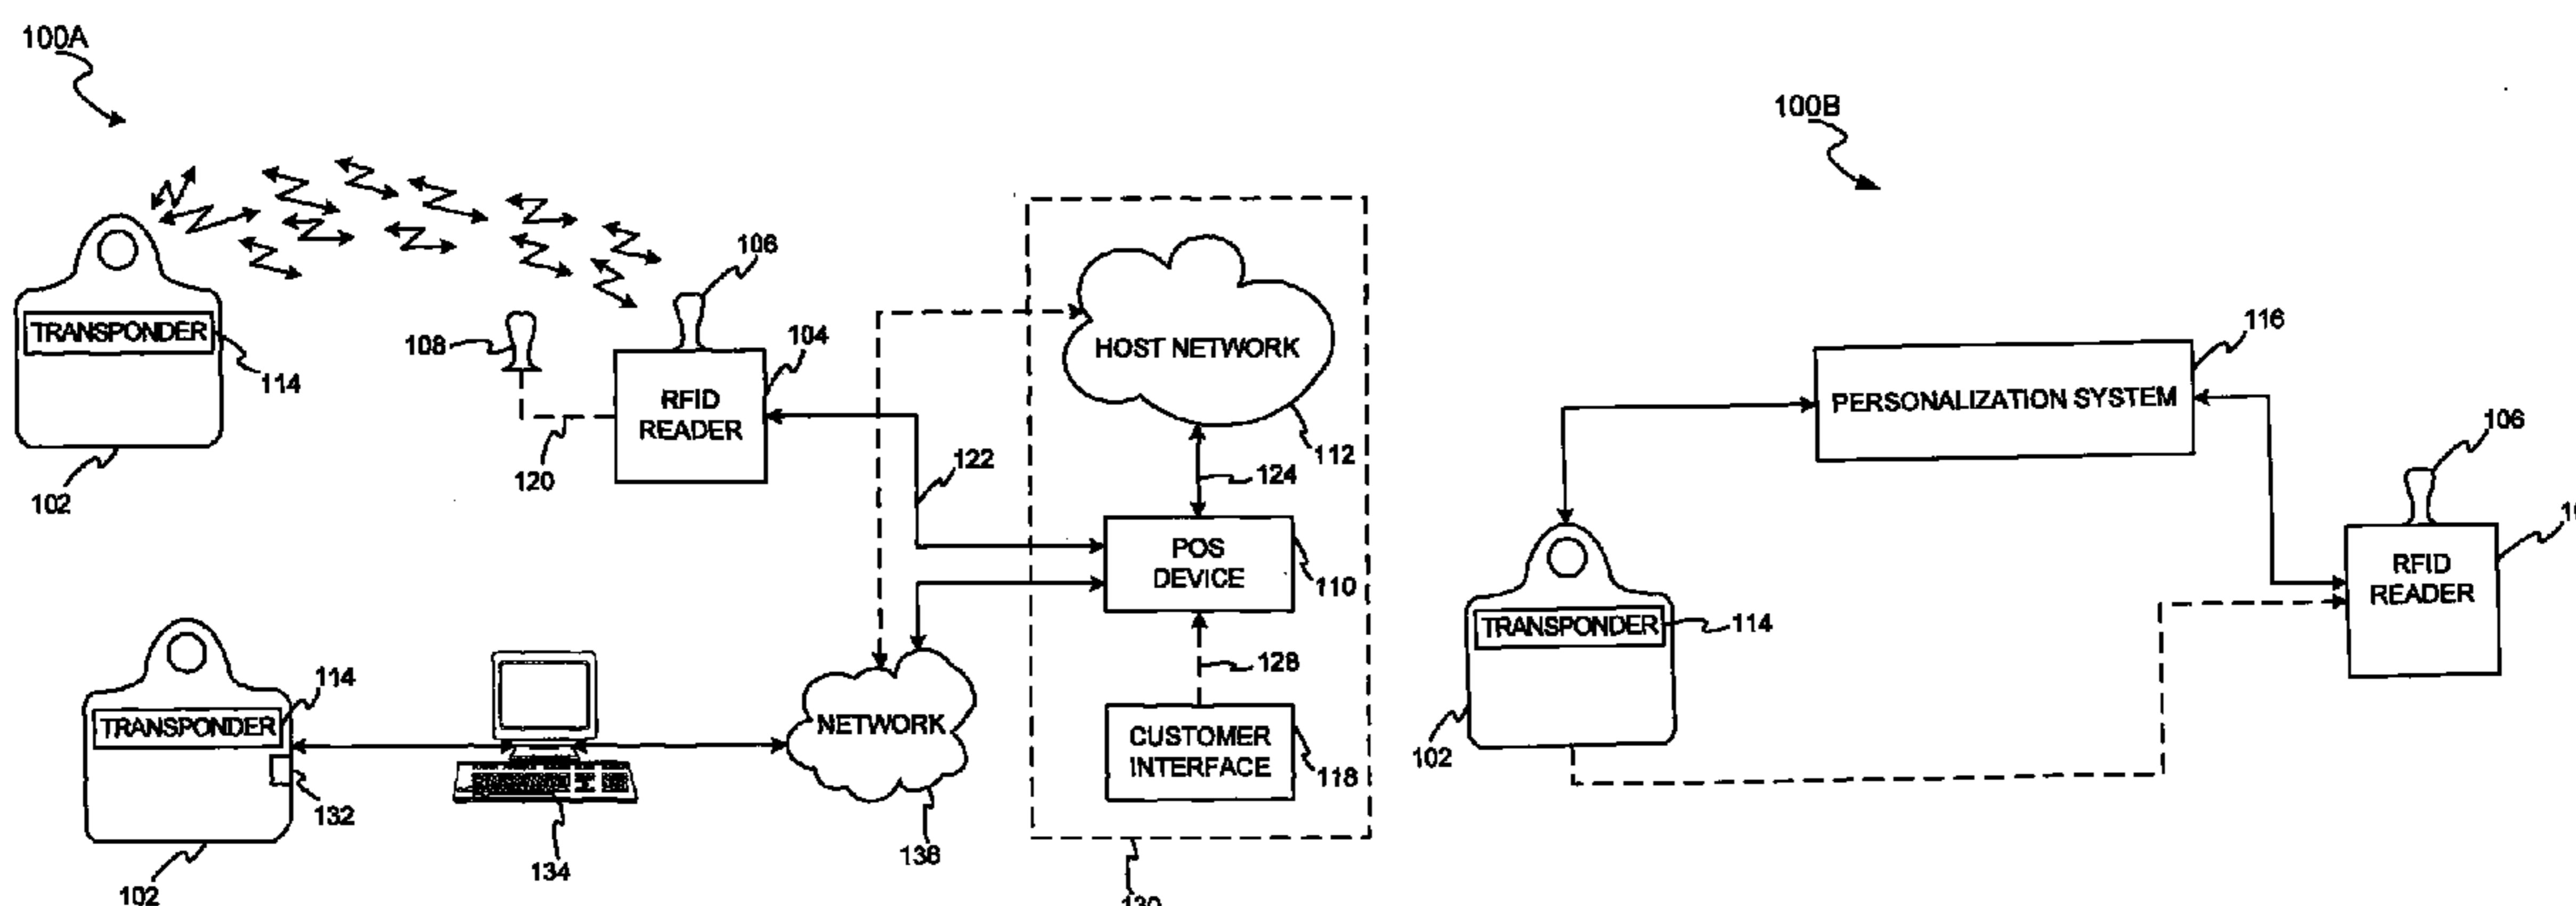 100A
100B
106
TRANSPONDER
108
104
114
RFID
READER
102
120
122
HOST NETWORK
112
124
POS
DEVICE
110
128
CUSTOMER
INTERFACE
118
TRANSPONDER
114
132
102
134
NETWORK
136
130
116
PERSONALIZATION SYSTEM
106
RFID
READER
TRANSPONDER
114
102